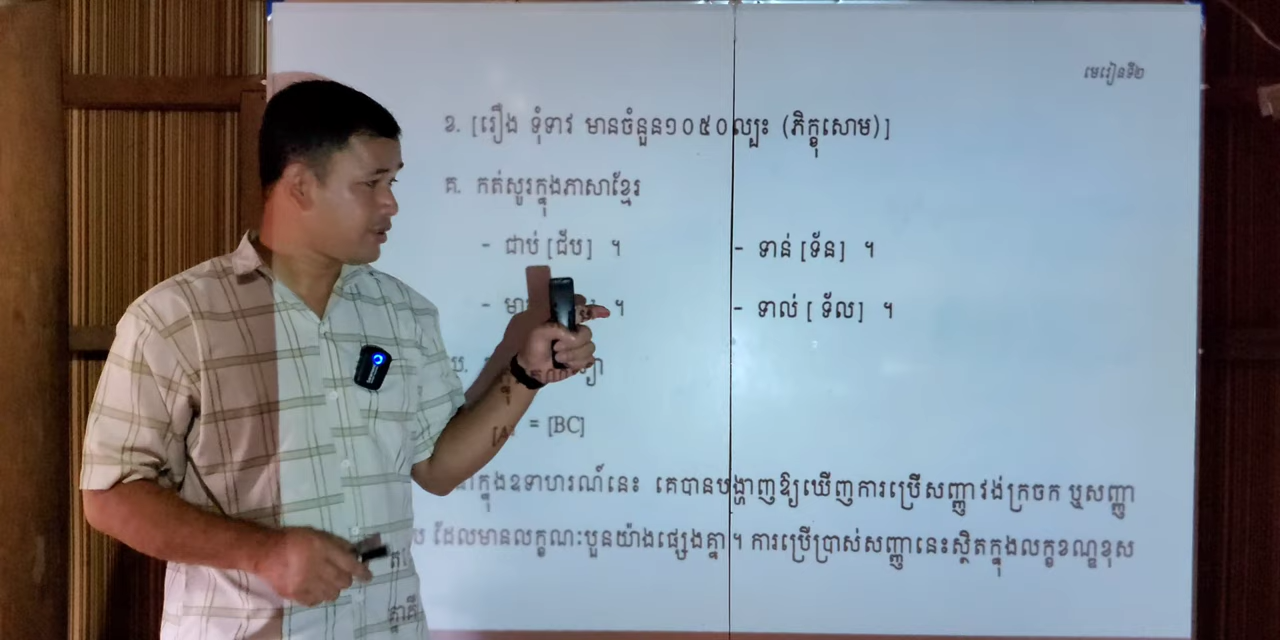 មេរៀនទី២
ខ. [រឿង ទុំទាវ មានចំនួន១០៥០ល្បះ (ភិក្ខុសោម)]
គ. កត់សូរក្នុងភាសាខ្មែរ
- ជាប់ [ជ័ប] ។ - ទាន់ [ទ័ន] ។
- ។ - ទាល់ [ ទ័ល] ។
ឃ.
= [BC]
ក្នុងឧទាហរណ៍នេះ គេបានបង្ហាញឱ្យឃើញការប្រើសញ្ញាវង់ក្រចក ឬសញ្ញា
ដែលមានលក្ខណៈបួនយ៉ាងផ្សេងគ្នា ។ ការប្រើប្រាស់សញ្ញានេះស្ថិតក្នុងលក្ខខណ្ឌខុស